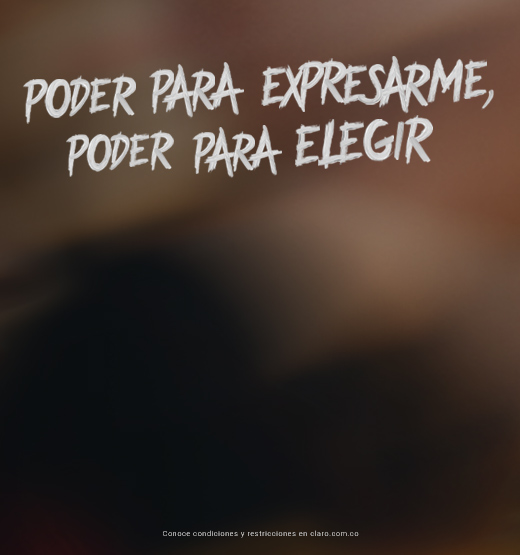 PODER PARA EXPRESARME,
PODER PARA ELEGIR
Conoce condiciones y restricciones en claro.com.co